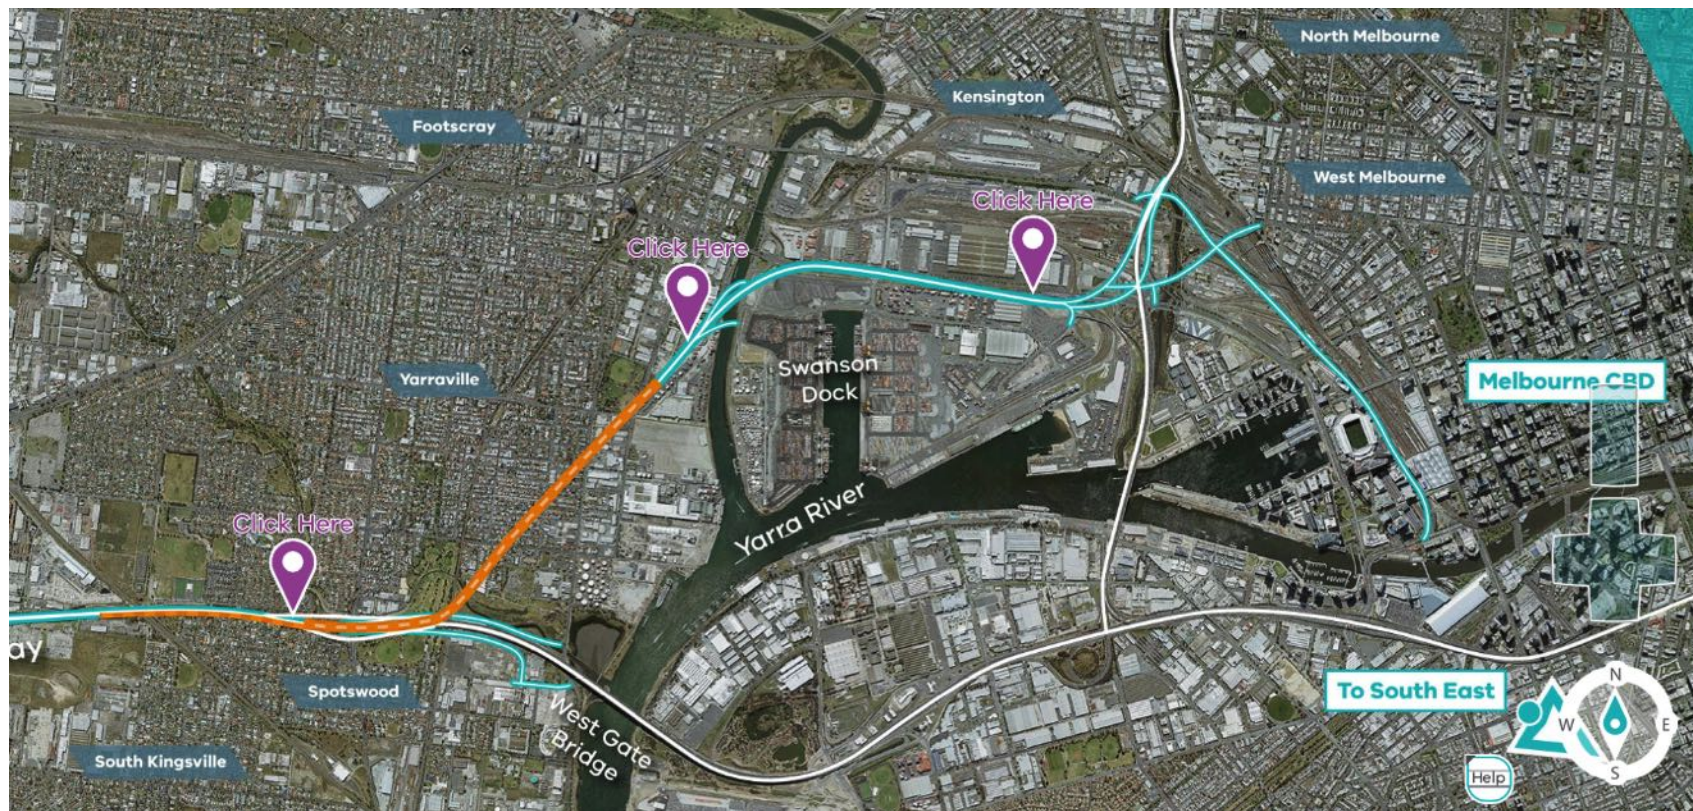 North Melbourne
Kensington
Footscray
West Melbourne
Click Here
Click Here
Swanson
Dock
Yarraville
Melbourne CBD
Yarra River
Click Here
ay
Spotswood
To South East
West Gate
Bridge
South Kingsville
N
W
E
S
Help